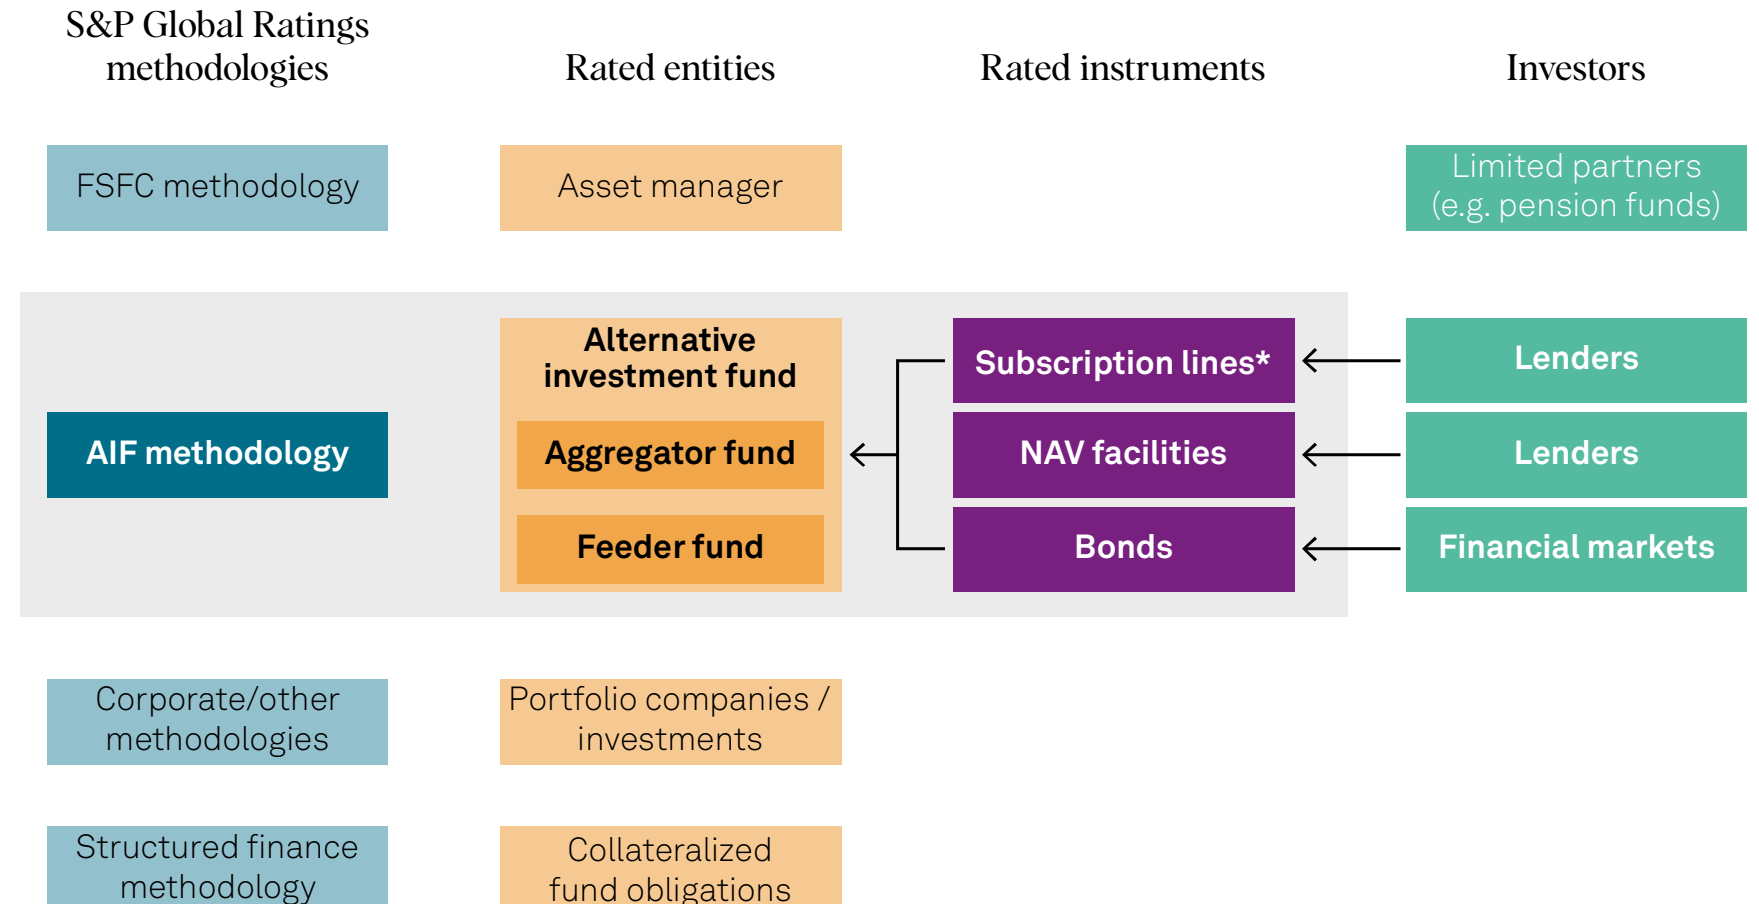 S&P Global Ratings
methodologies
Rated entities
Rated instruments
Investors
FSFC methodology
Asset manager
Limited partners
(e.g. pension funds)
Alternative
investment fund
Subscription lines*
Lenders
AIF methodology
Aggregator fund
NAV facilities
Lenders
Feeder fund
Bonds
Financial markets
Corporate/other
methodologies
Portfolio companies /
investments
Structured finance
methodology
Collateralized
fund obligations